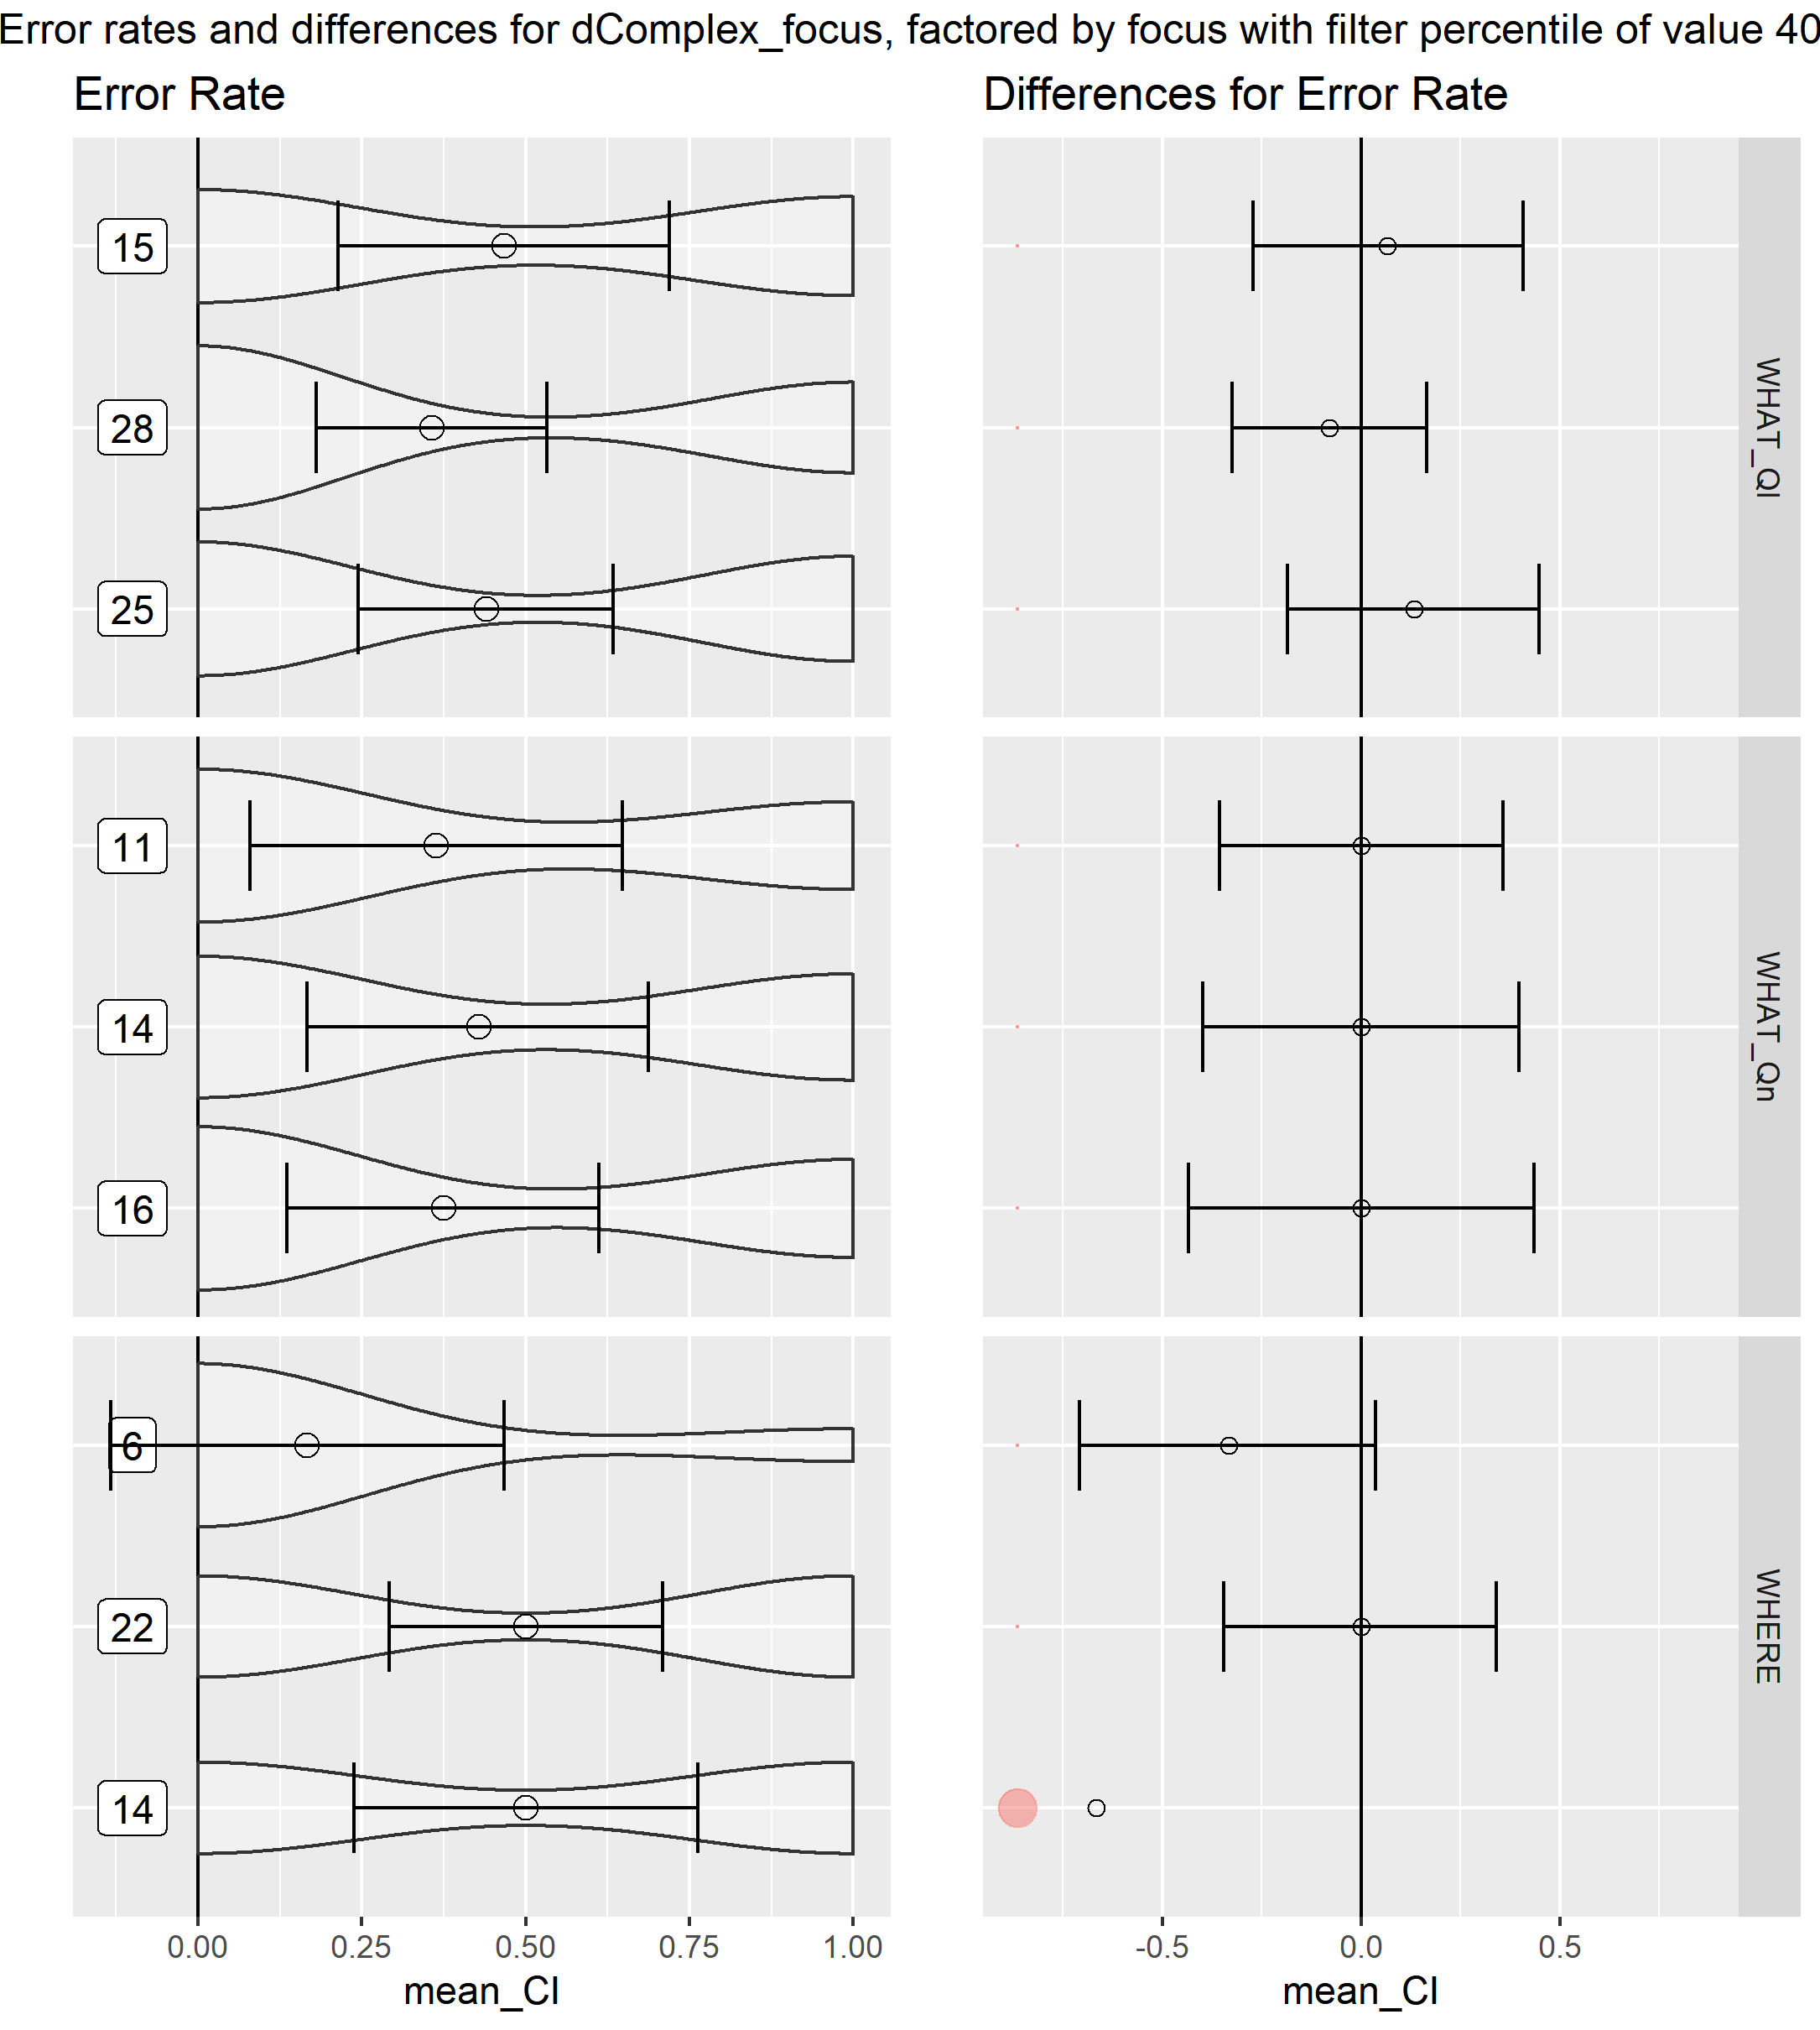 Error rates and differences for dComplex_focus, factored by focus with filter percentile of value 40
Error Rate
Differences for Error Rate
15
28
25
WHAT_Ql
11
14
16
WHAT_Qn
6
22
14
WHERE
0.00 0.25 0.50 0.75 1.00
-0.5 0.0 0.5
mean_CI
mean_CI